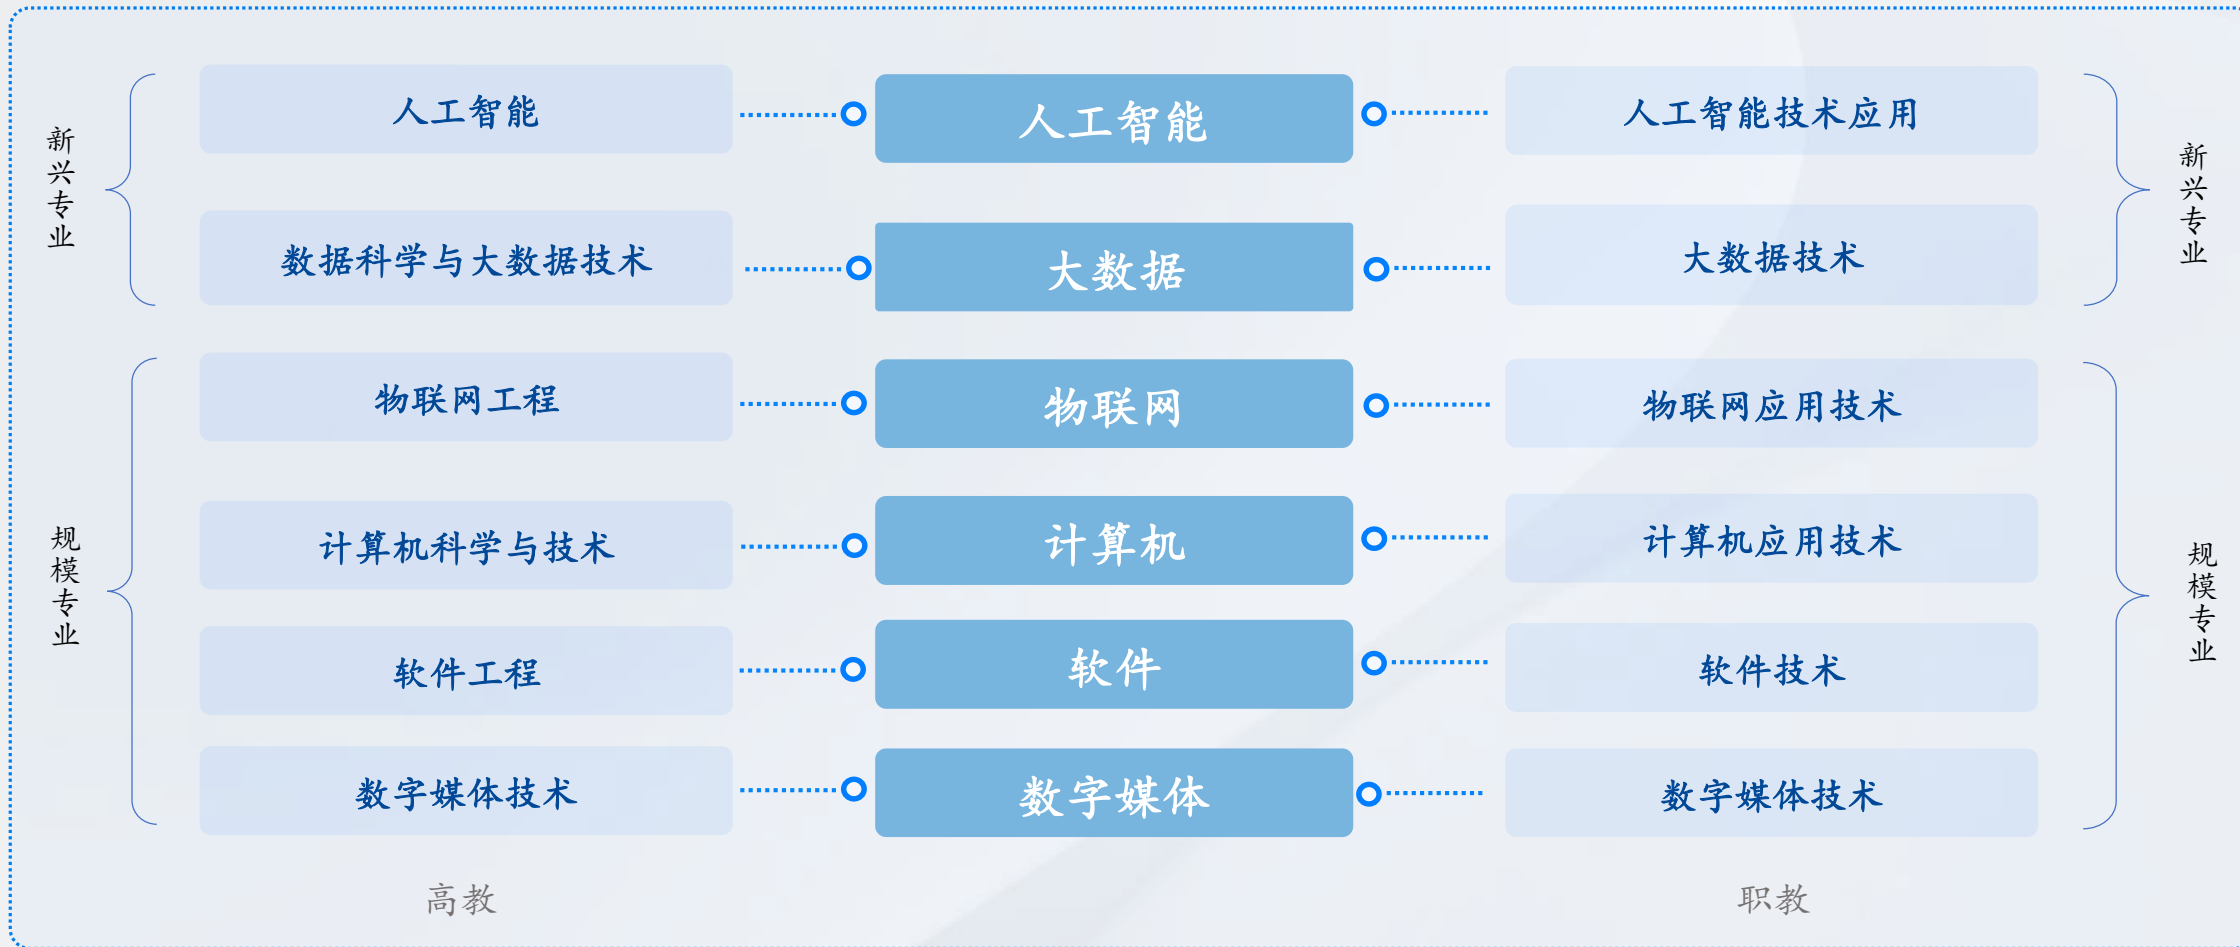 新兴专业
人工智能
人工智能
人工智能技术应用
新兴专业
数据科学与大数据技术
大数据
大数据技术
规模专业
物联网工程
物联网
物联网应用技术
规模专业
计算机科学与技术
计算机
计算机应用技术
软件工程
软件
软件技术
数字媒体技术
数字媒体
数字媒体技术
高教
职教